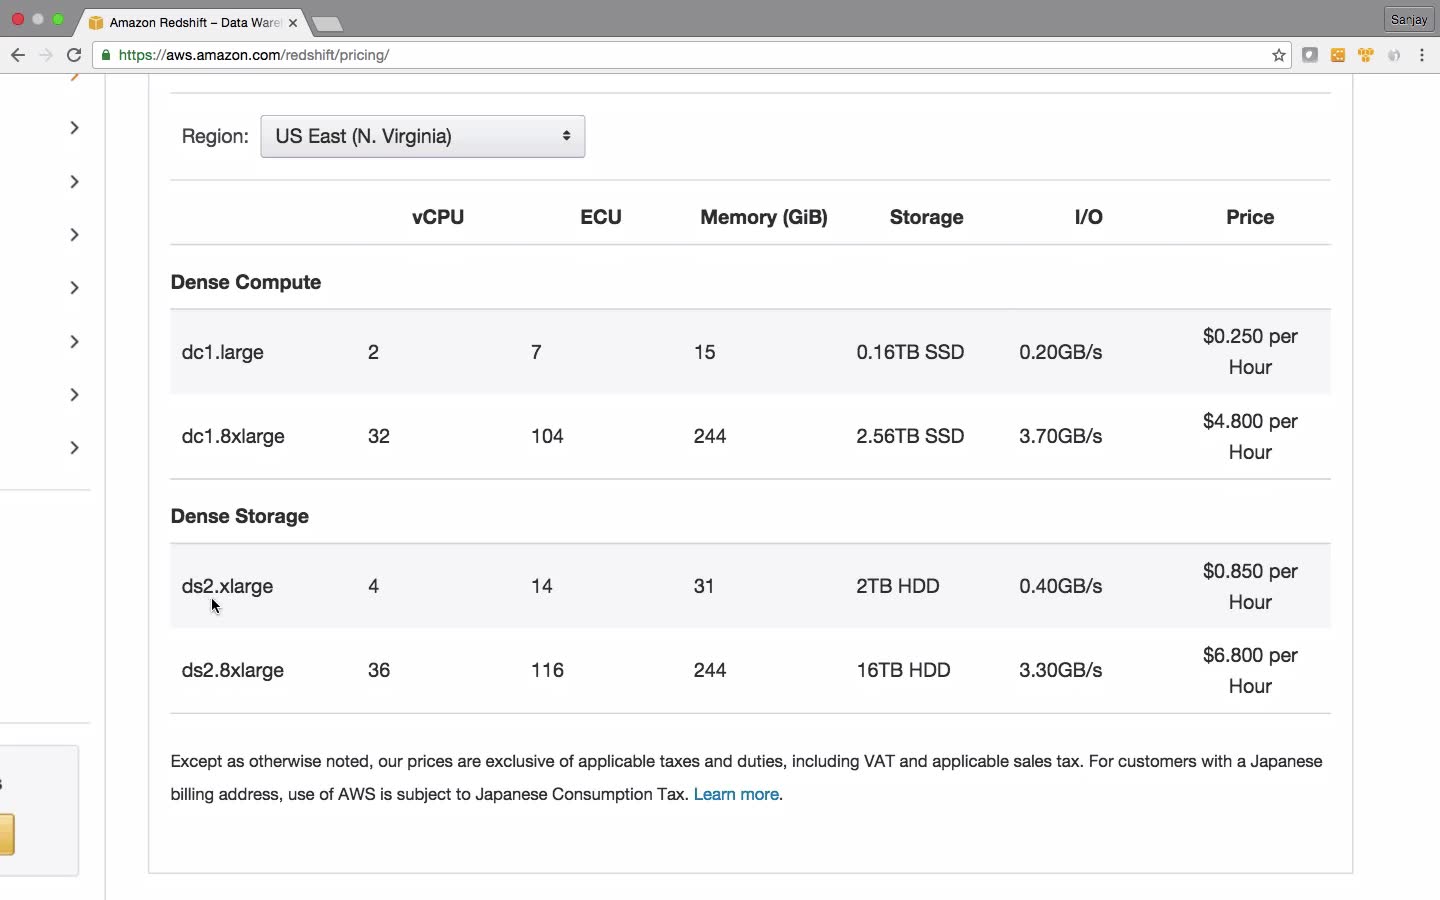 Amazon Redshift – Data Ware
Sanjay
https://aws.amazon.com/redshift/pricing/
Region: US East (N. Virginia)
vCPU ECU Memory (GiB) Storage I/O Price
Dense Compute
dc1.large 2 7 15 0.16TB SSD 0.20GB/s $0.250 per Hour
dc1.8xlarge 32 104 244 2.56TB SSD 3.70GB/s $4.800 per Hour
Dense Storage
ds2.xlarge 4 14 31 2TB HDD 0.40GB/s $0.850 per Hour
ds2.8xlarge 36 116 244 16TB HDD 3.30GB/s $6.800 per Hour
Except as otherwise noted, our prices are exclusive of applicable taxes and duties, including VAT and applicable sales tax. For customers with a Japanese
billing address, use of AWS is subject to Japanese Consumption Tax. Learn more.